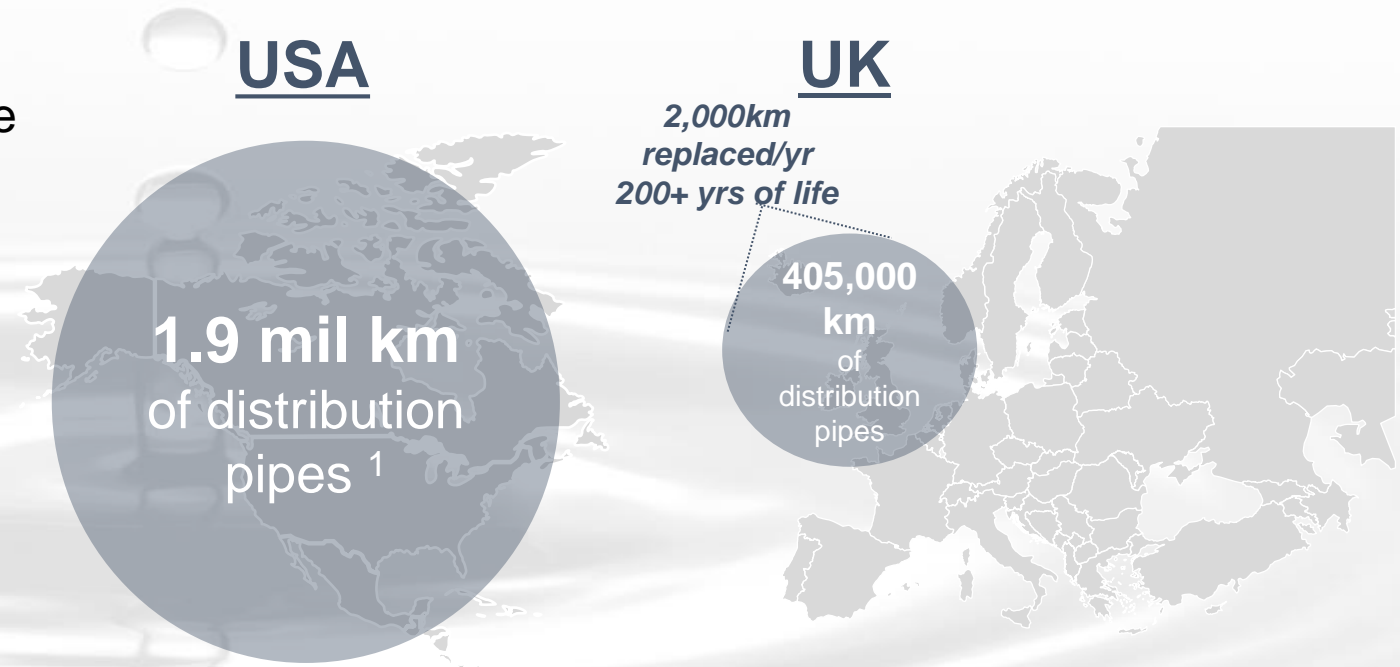 e
USA
1.9 mil km
of distribution
pipes 1
UK
2,000km
replaced/yr
200+ yrs of life
405,000
km
of
distribution
pipes